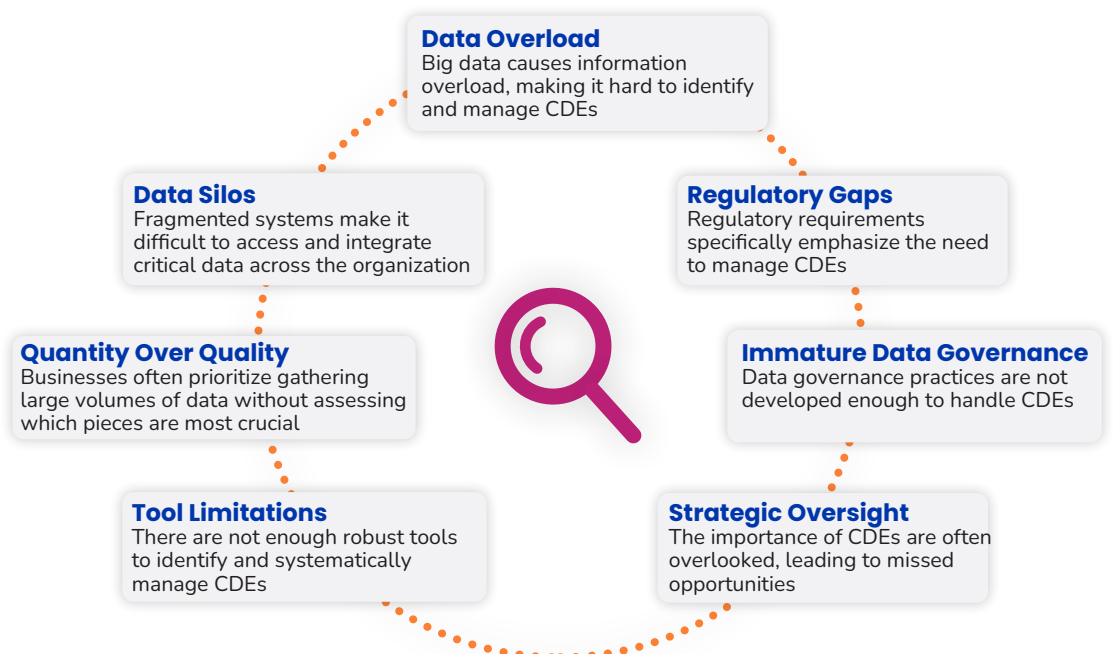 Data Overload
Big data causes information
overload, making it hard to identify
and manage CDEs
Data Silos
Fragmented systems make it
difficult to access and integrate
critical data across the organization
Regulatory Gaps
Regulatory requirements
specifically emphasize the need
to manage CDEs
Quantity Over Quality
Businesses often prioritize gathering
large volumes of data without assessing
which pieces are most crucial
Immature Data Governance
Data governance practices are not
developed enough to handle CDEs
Tool Limitations
There are not enough robust tools
to identify and systematically
manage CDEs
Strategic Oversight
The importance of CDEs are often
overlooked, leading to missed
opportunities